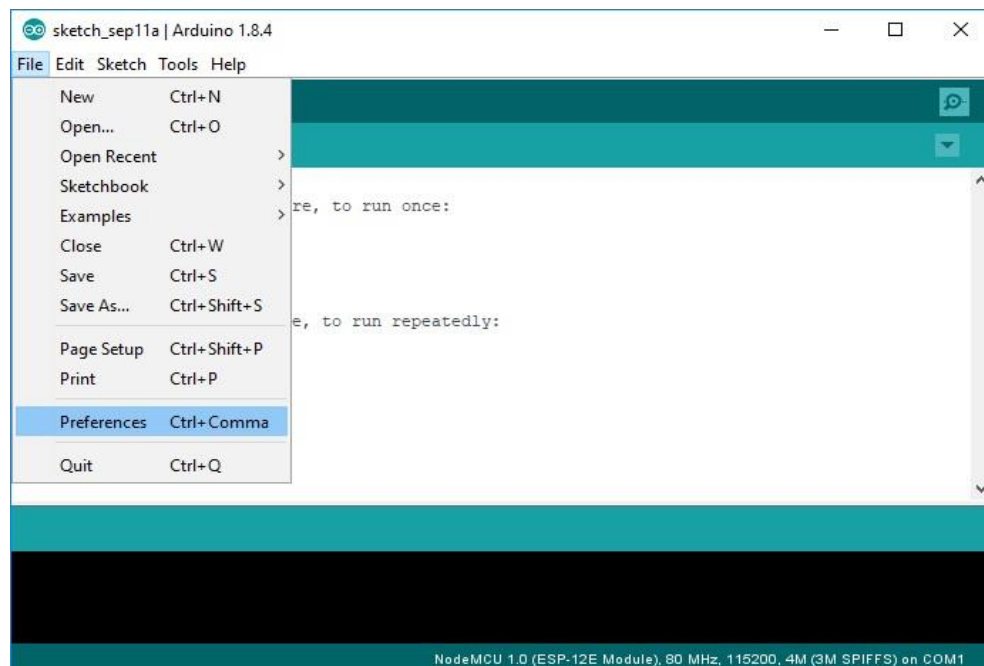 sketch_sep11a | Arduino 1.8.4
File Edit Sketch Tools Help
New Ctrl+N
Open... Ctrl+O
Open Recent
Sketchbook
Examples
Close Ctrl+W
Save Ctrl+S
Save As... Ctrl+Shift+S
Page Setup Ctrl+Shift+P
Print Ctrl+P
Preferences Ctrl+Comma
Quit Ctrl+Q
re, to run once:
e, to run repeatedly:
NodeMCU 1.0 (ESP-12E Module), 80 MHz, 115200, 4M (3M SPIFFS) on COM1